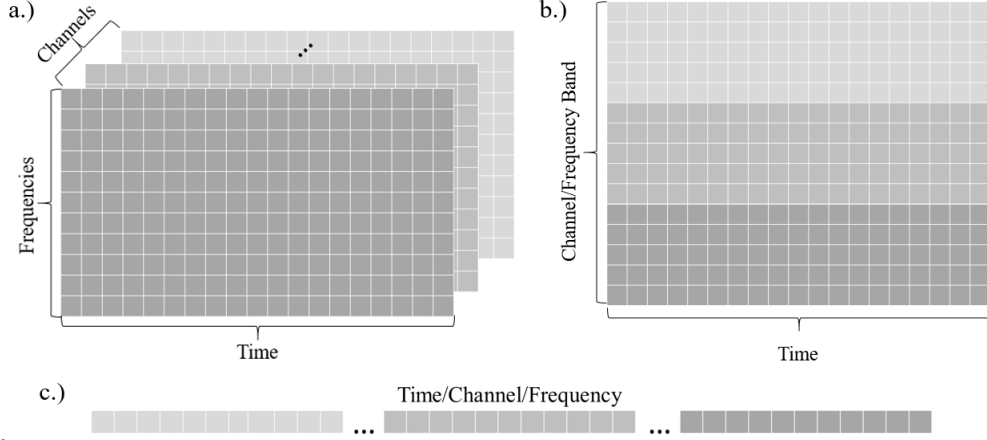 a.)
Channels
Frequencies
Time
b.)
Channel/Frequency Band
Time
c.)
Time/Channel/Frequency